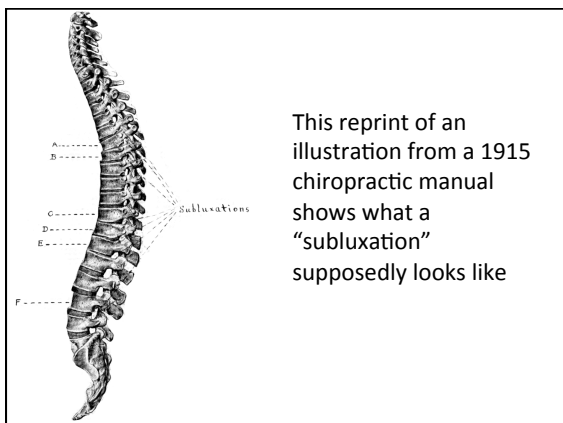 A
B
C
D
E
F
Subluxations
This reprint of an
illustration from a 1915
chiropractic manual
shows what a
“subluxation”
supposedly looks like